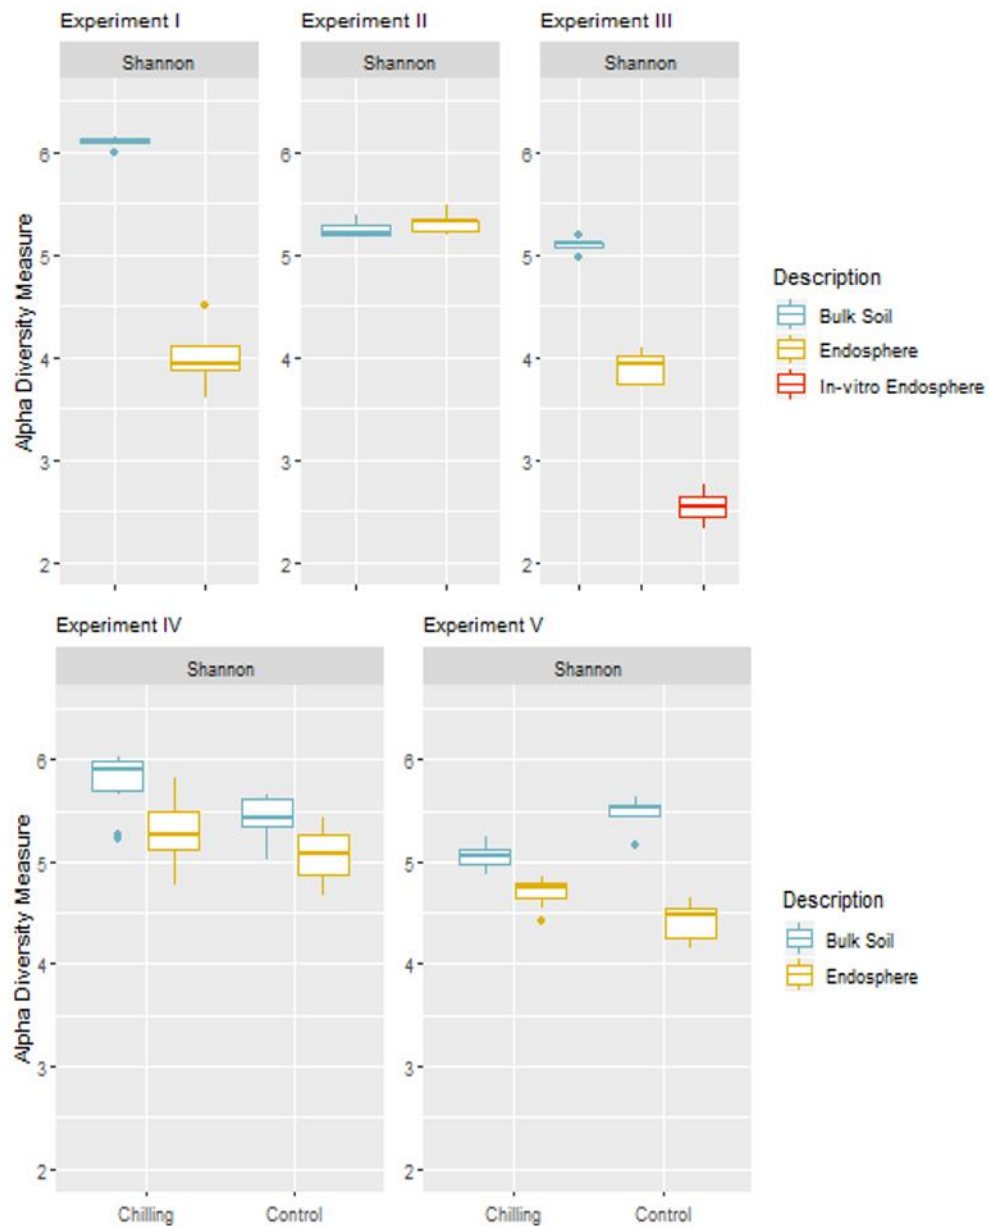 Experiment I
Experiment II
Experiment III
Shannon
Shannon
Shannon
Alpha Diversity Measure
6
5
4
3
2
6
5
4
3
2
6
5
4
3
2
Description
Bulk Soil
Endosphere
In-vitro Endosphere
Experiment IV
Experiment V
Shannon
Shannon
Alpha Diversity Measure
6
5
4
3
2
6
5
4
3
2
Chilling
Control
Chilling
Control
Description
Bulk Soil
Endosphere